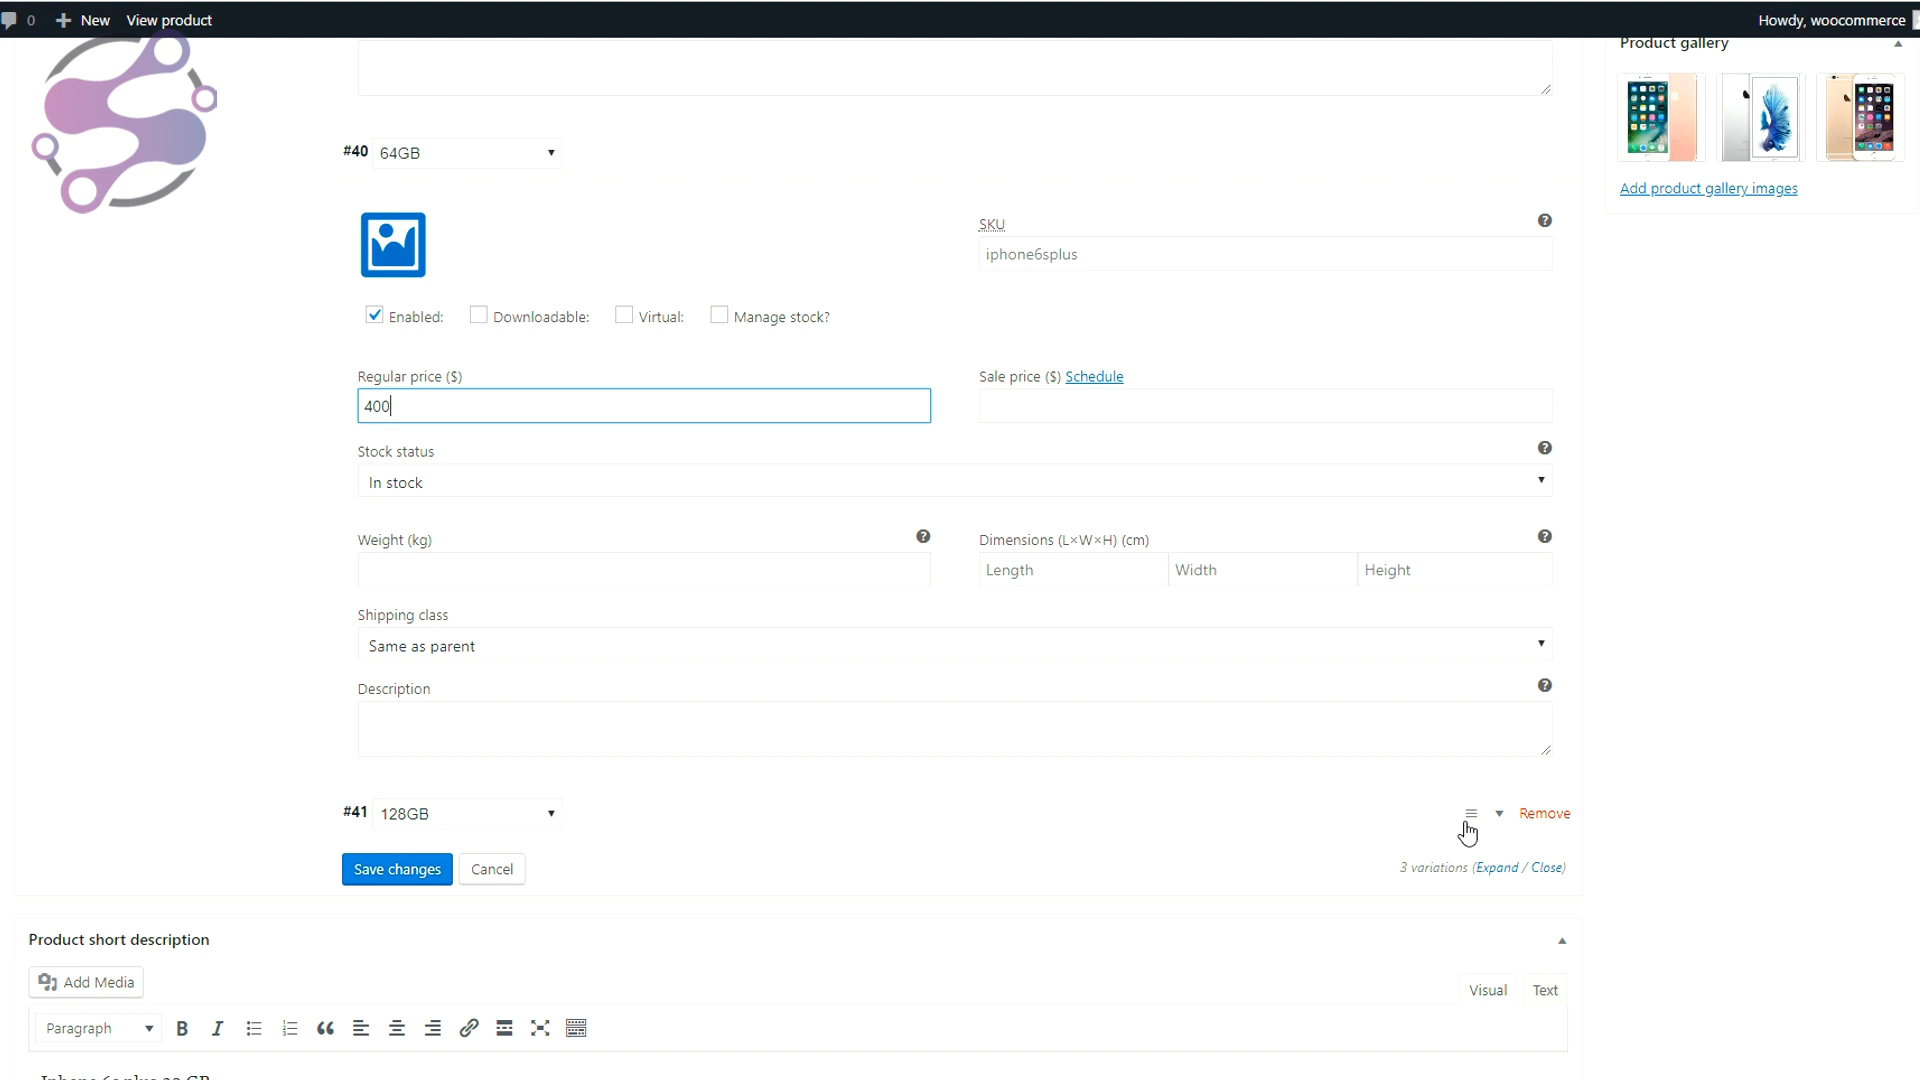 0 New View product Howdy, woocommerce
Product gallery
#40 64GB
Add product gallery images
SKU
iphone6splus
Enabled: Downloadable: Virtual: Manage stock?
Regular price ($) Sale price ($) Schedule
400
Stock status
In stock
Weight (kg) Dimensions (L×W×H) (cm)
Length Width Height
Shipping class
Same as parent
Description
#41 128GB Remove
Save changes Cancel 3 variations (Expand / Close)
Product short description
Add Media Visual Text
Paragraph B I